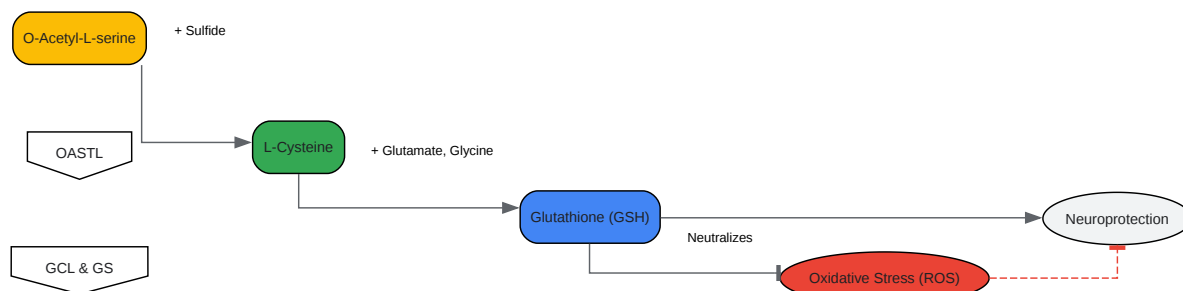 O-Acetyl-L-serine
+ Sulfide
OASTL
L-Cysteine
+ Glutamate, Glycine
Glutathione (GSH)
Neuroprotection
Neutralizes
GCL & GS
Oxidative Stress (ROS)